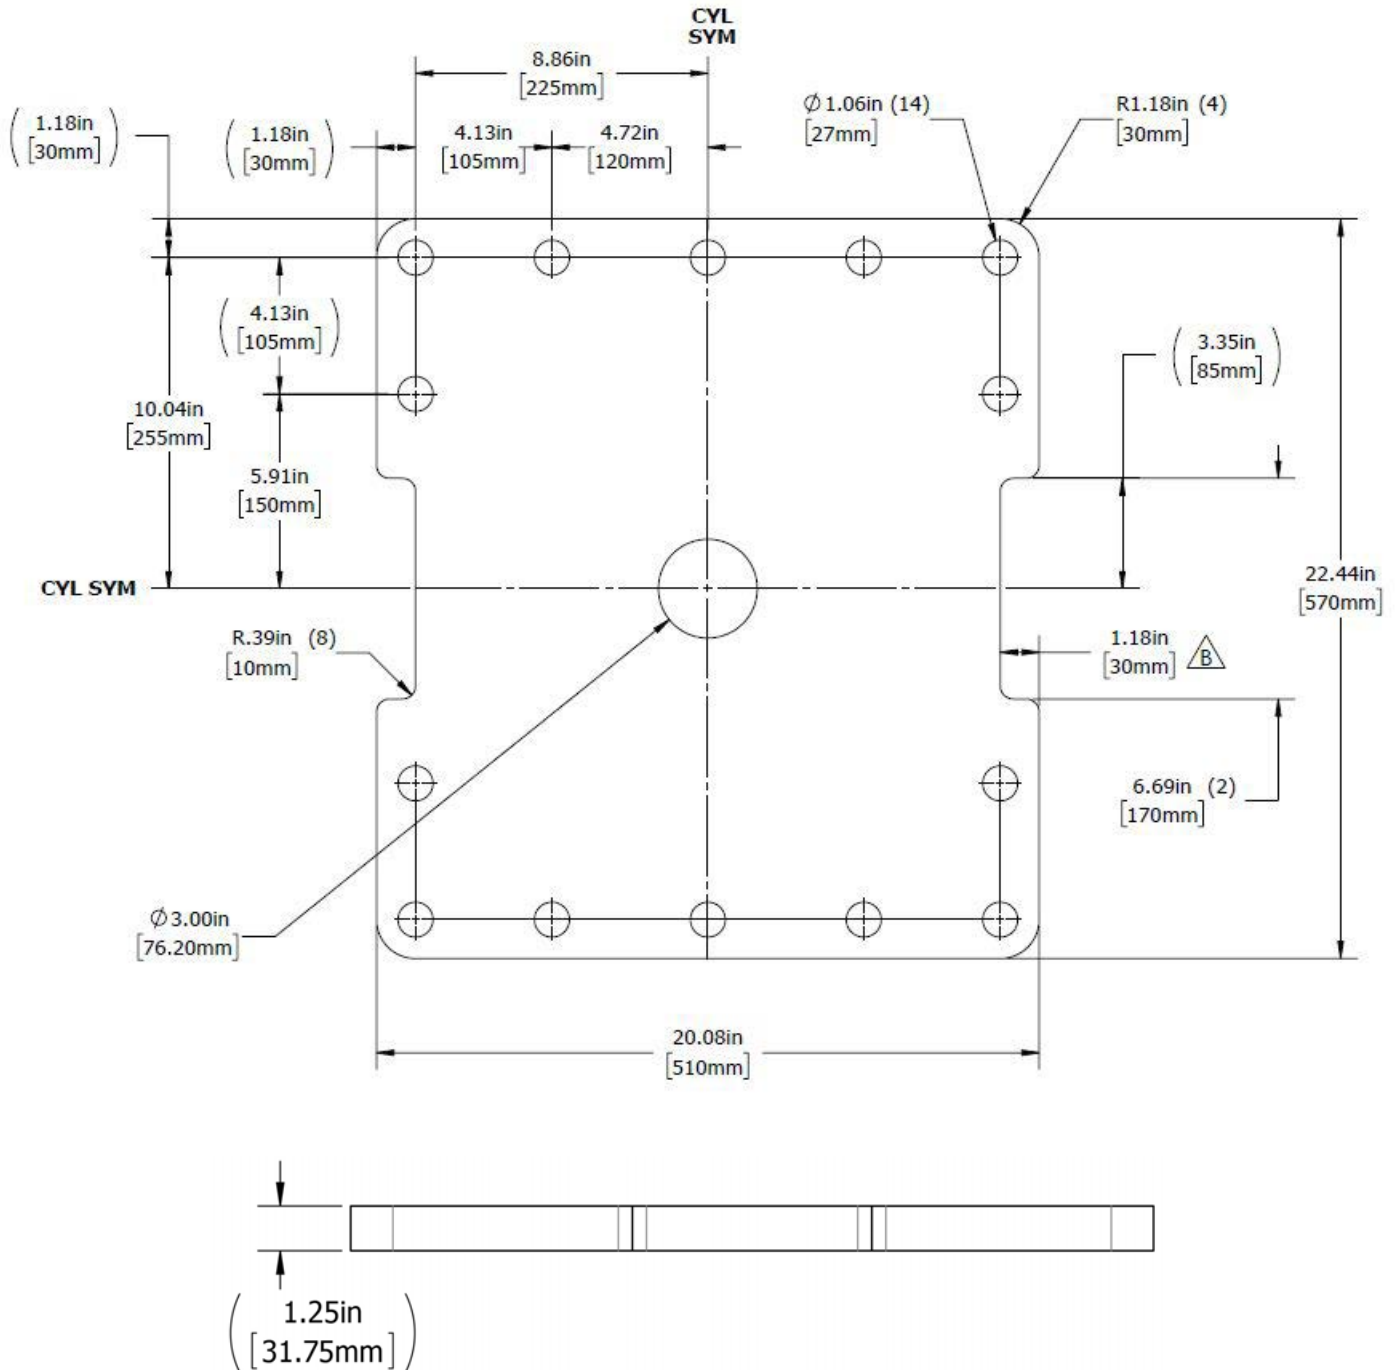 CYL
SYM
8.86in
[225mm]
(1.18in
[30mm])
(1.18in
[30mm])
4.13in
[105mm]
4.72in
[120mm]
Ø1.06in (14)
[27mm]
R1.18in (4)
[30mm]
(4.13in
[105mm])
(3.35in
[85mm])
10.04in
[255mm]
5.91in
[150mm]
CYL SYM
22.44in
[570mm]
R.39in (8)
[10mm]
1.18in
[30mm] B
6.69in (2)
[170mm]
Ø3.00in
[76.20mm]
20.08in
[510mm]
(1.25in
[31.75mm])